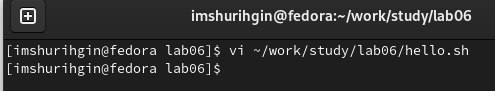 imshurihgin@fedora:~/work/study/lab06
[imshurihgin@fedora lab06]$ vi ~/work/study/lab06/hello.sh
[imshurihgin@fedora lab06]$